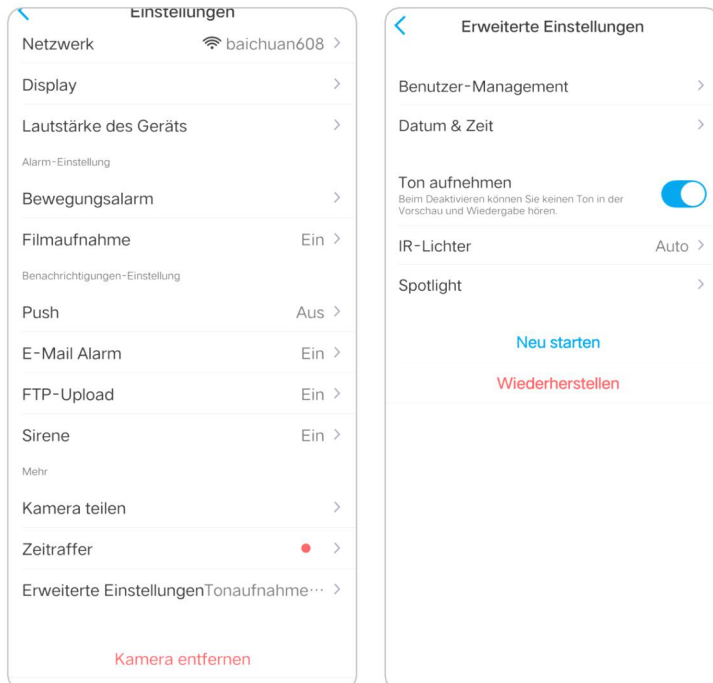 Einstellungen
Netzwerk baichuan608
Display
Lautstärke des Geräts
Alarm-Einstellung
Bewegungsalarm
Filmaufnahme Ein
Benachrichtigungen-Einstellung
Push Aus
E-Mail Alarm Ein
FTP-Upload Ein
Sirene Ein
Mehr
Kamera teilen
Zeitraffer
Erweiterte Einstellungen Tonaufnahme···
Kamera entfernen
Erweiterte Einstellungen
Benutzer-Management
Datum & Zeit
Ton aufnehmen
Beim Deaktivieren können Sie keinen Ton in der
Vorschau und Wiedergabe hören.
IR-Lichter Auto
Spotlight
Neu starten
Wiederherstellen